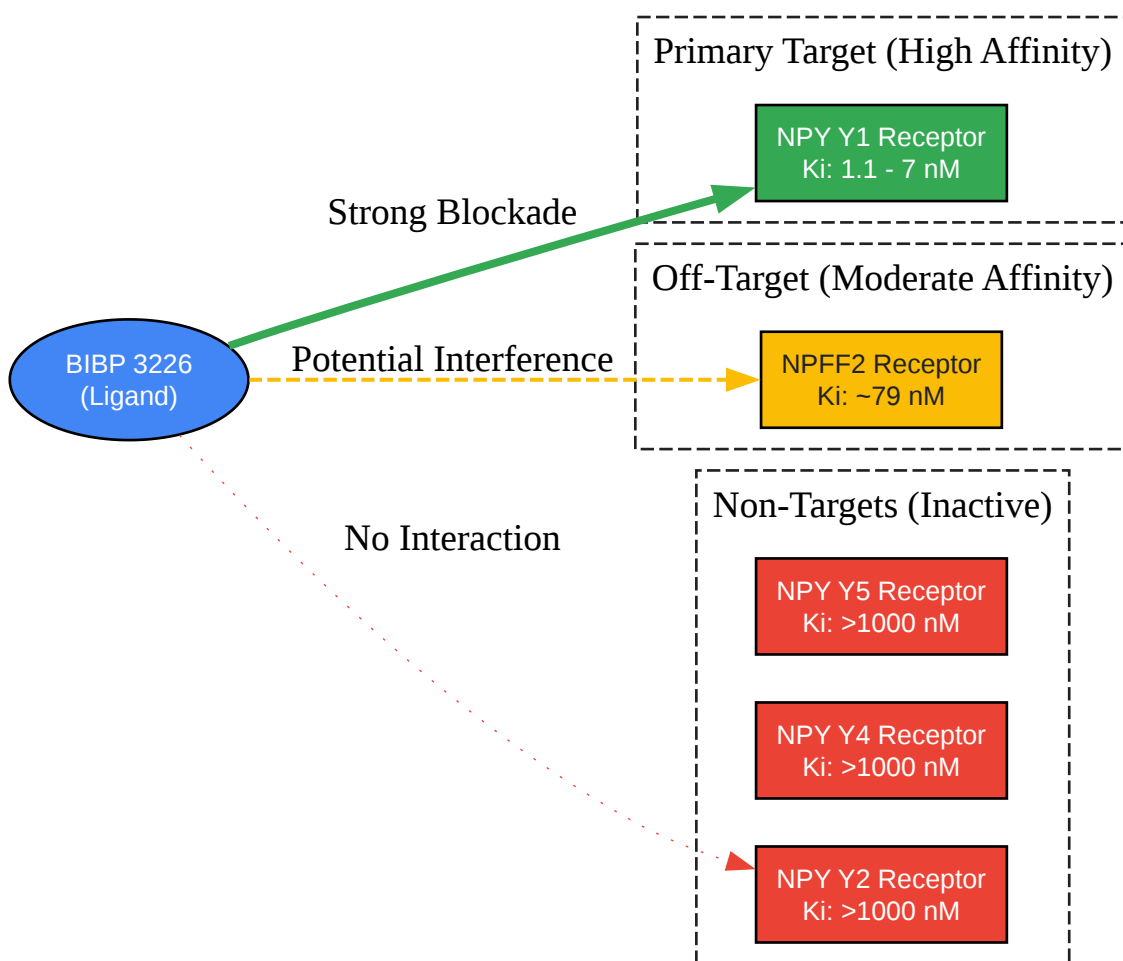 Primary Target (High Affinity)
NPY Y1 Receptor
Ki: 1.1 - 7 nM
Strong Blockade
Off-Target (Moderate Affinity)
BIBP 3226
(Ligand)
Potential Interference
NPFF2 Receptor
Ki: ~79 nM
Non-Targets (Inactive)
No Interaction
NPY Y5 Receptor
Ki: >1000 nM
NPY Y4 Receptor
Ki: >1000 nM
NPY Y2 Receptor
Ki: >1000 nM